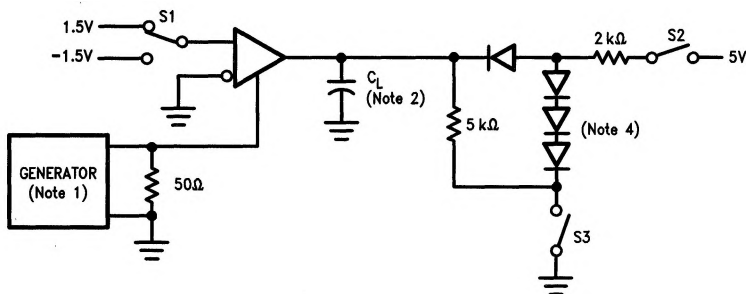 S1
1.5V
-1.5V
CL
(Note 2)
2 kΩ
S2
5V
5 kΩ
(Note 4)
GENERATOR
(Note 1)
50Ω
S3